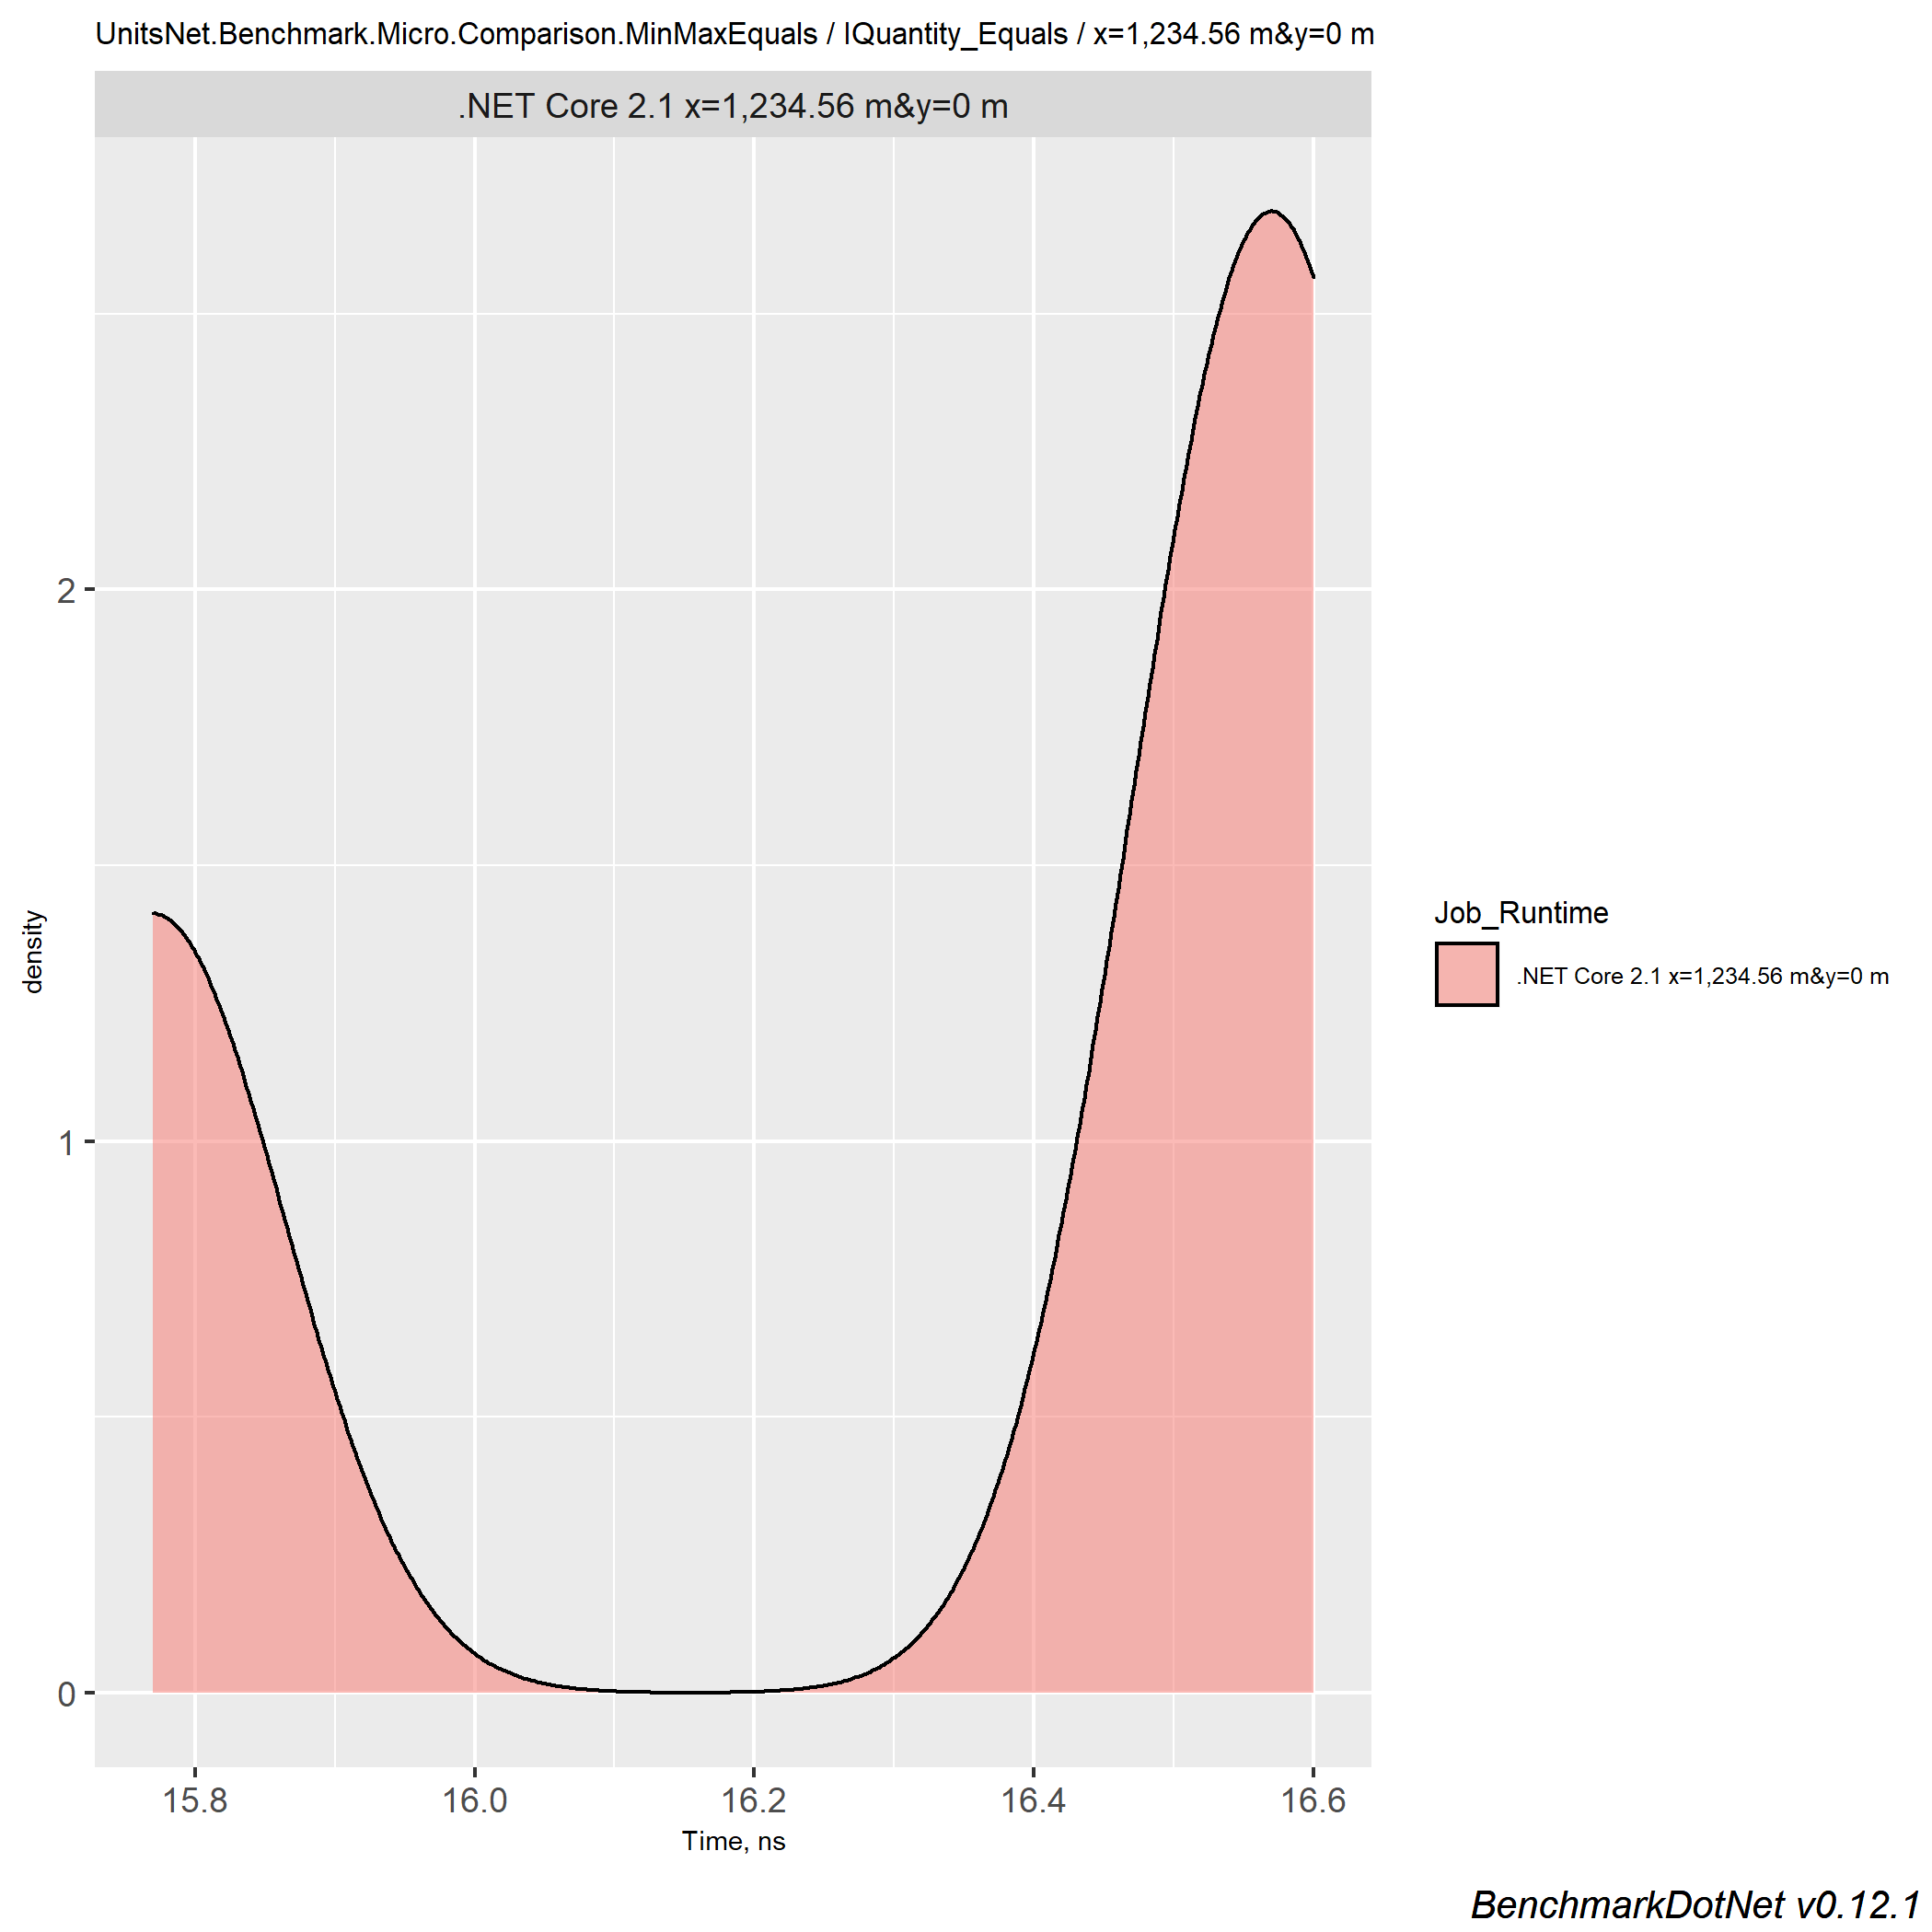 UnitsNet.Benchmark.Micro.Comparison.MinMaxEquals / IQuantity_Equals / x=1,234.56 m&y=0 m
.NET Core 2.1 x=1,234.56 m&y=0 m
2
1
0
density
15.8 16.0 16.2 16.4 16.6
Time, ns
Job_Runtime
.NET Core 2.1 x=1,234.56 m&y=0 m
BenchmarkDotNet v0.12.1